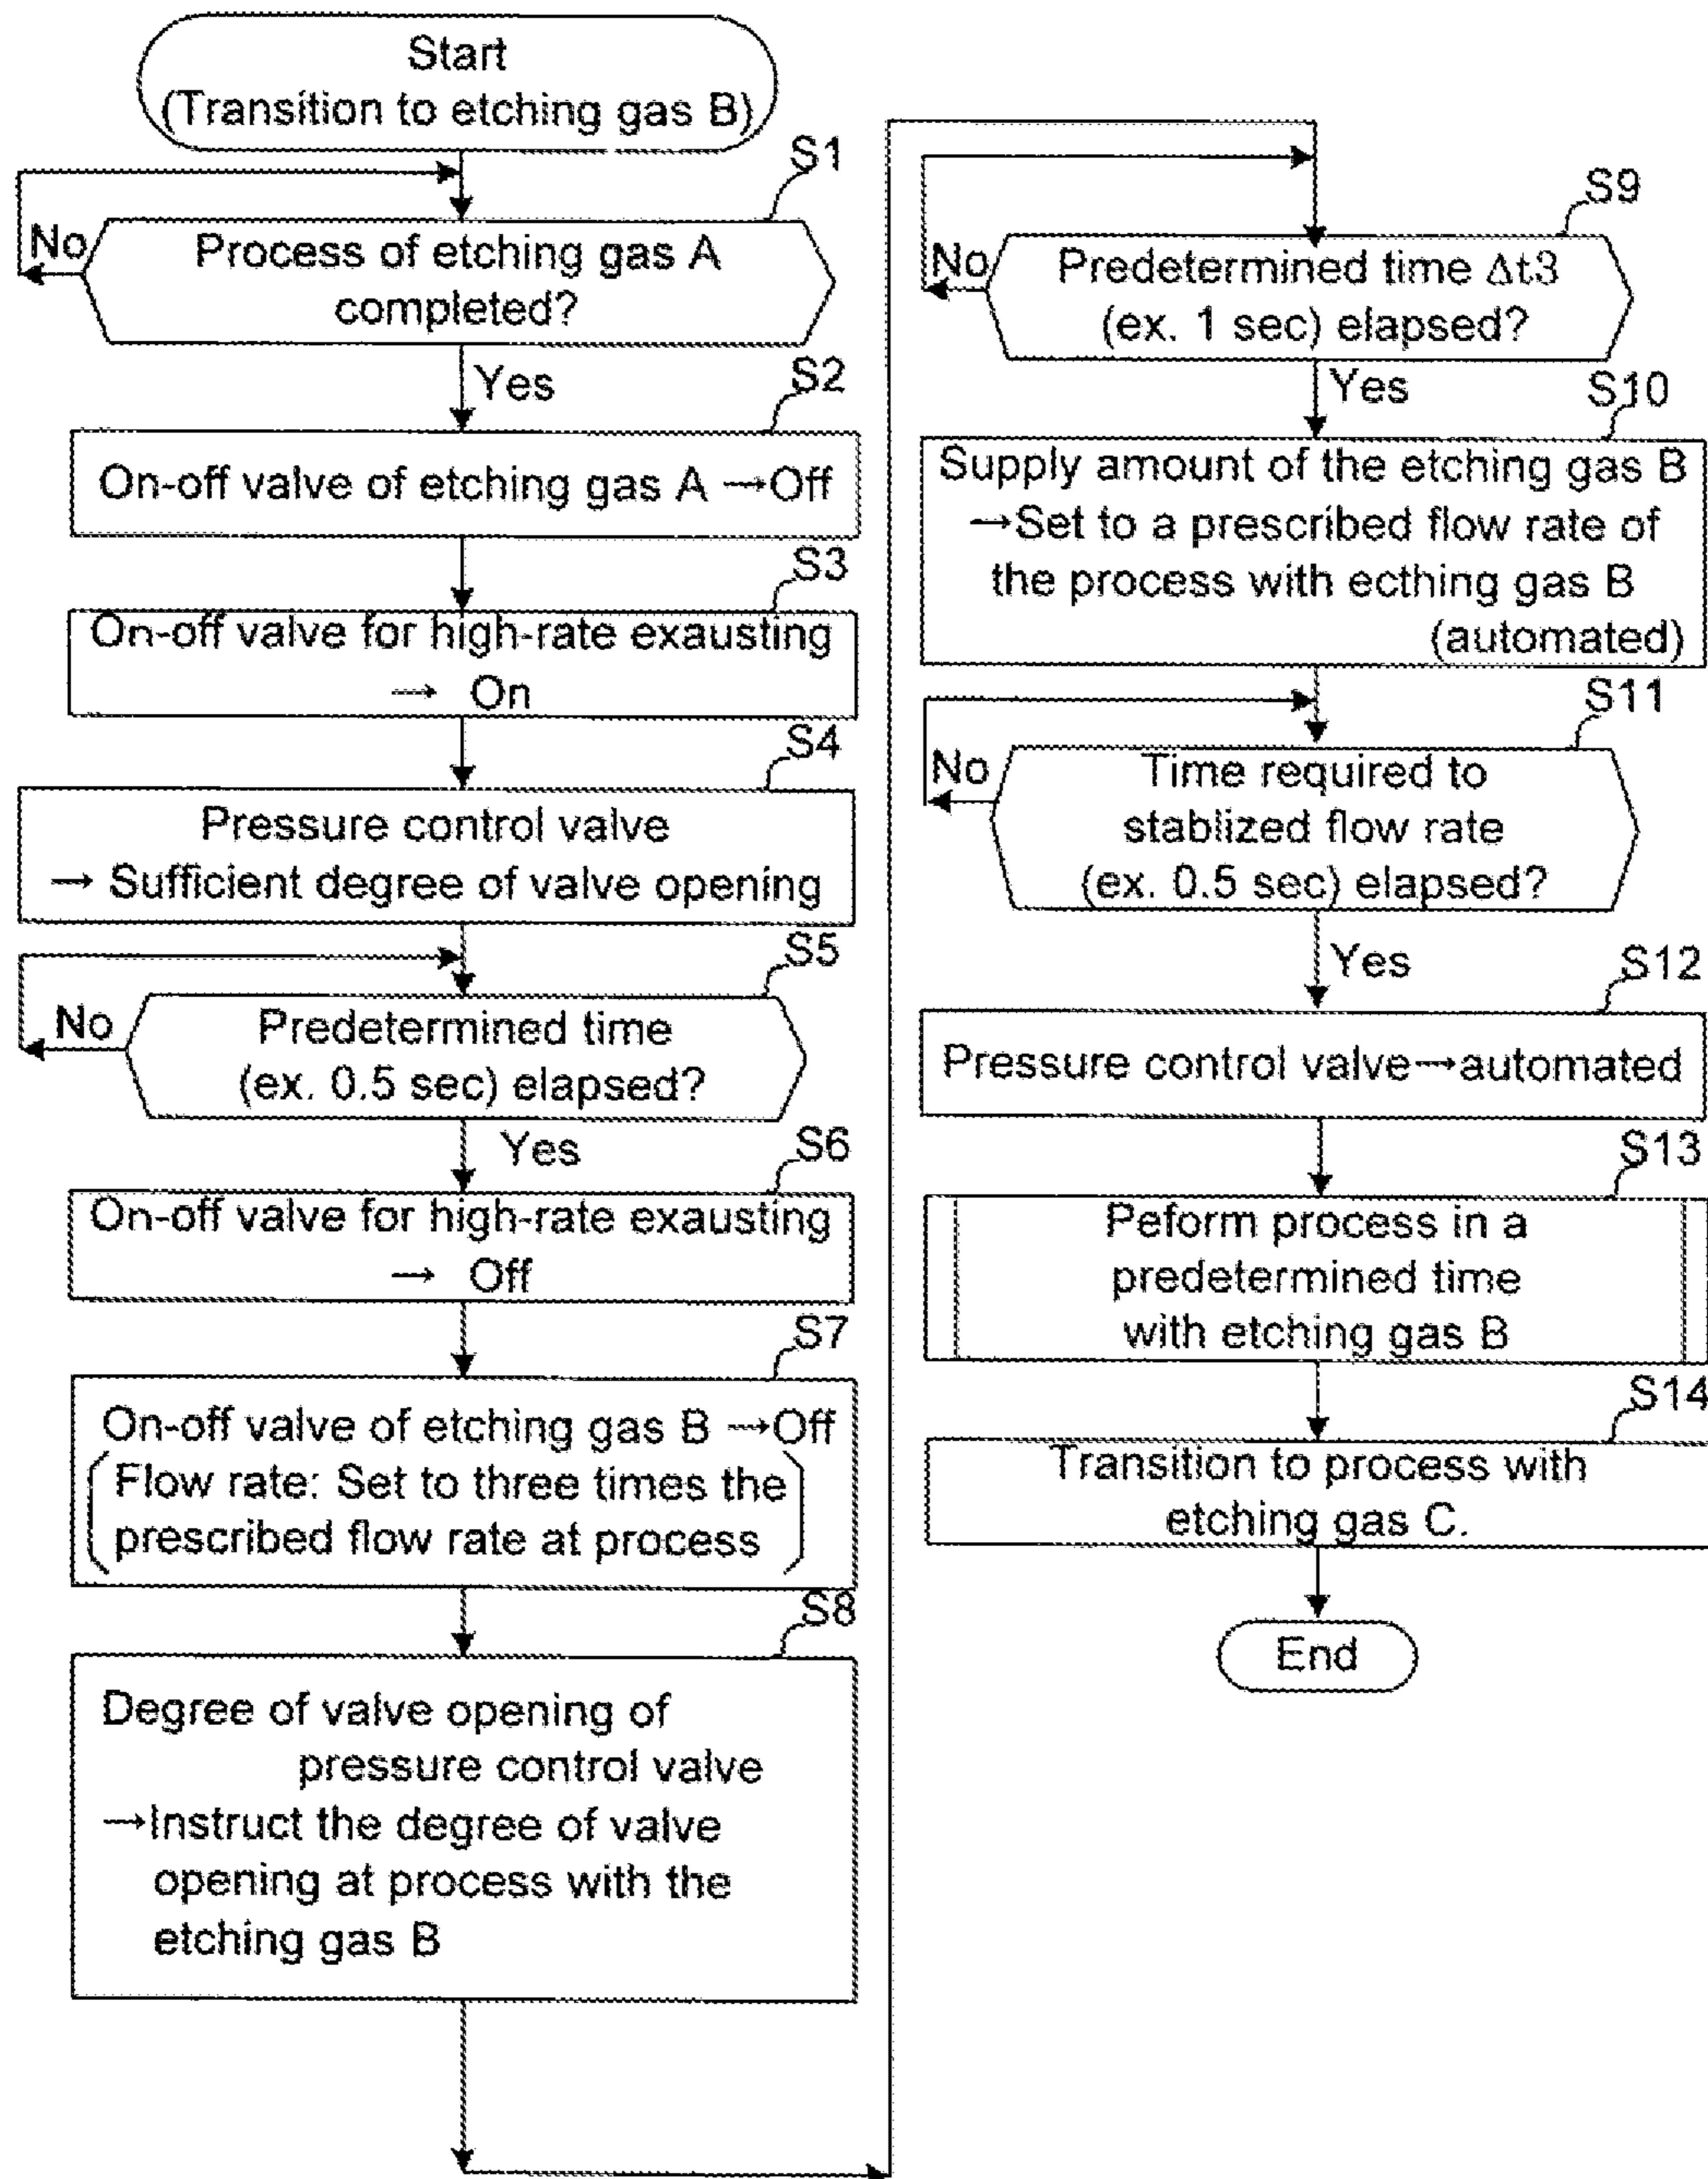 Start
(Transition to etching gas B)
S1
No
Process of etching gas A
completed?
Yes
S2
On-off valve of etching gas A →Off
S3
On-off valve for high-rate exausting
→ On
S4
Pressure control valve
→ Sufficient degree of valve opening
S5
No
Predetermined time
(ex. 0.5 sec) elapsed?
Yes
S6
On-off valve for high-rate exausting
→ Off
S7
On-off valve of etching gas B →Off
(Flow rate: Set to three times the
prescribed flow rate at process)
S8
Degree of valve opening of
pressure control valve
→Instruct the degree of valve
opening at process with the
etching gas B
S9
No
Predetermined time Δt3
(ex. 1 sec) elapsed?
Yes
S10
Supply amount of the etching gas B
→Set to a prescribed flow rate of
the process with ecthing gas B
(automated)
S11
No
Time required to
stablized flow rate
(ex. 0.5 sec) elapsed?
Yes
S12
Pressure control valve→automated
S13
Peform process in a
predetermined time
with etching gas B
S14
Transition to process with
etching gas C.
End